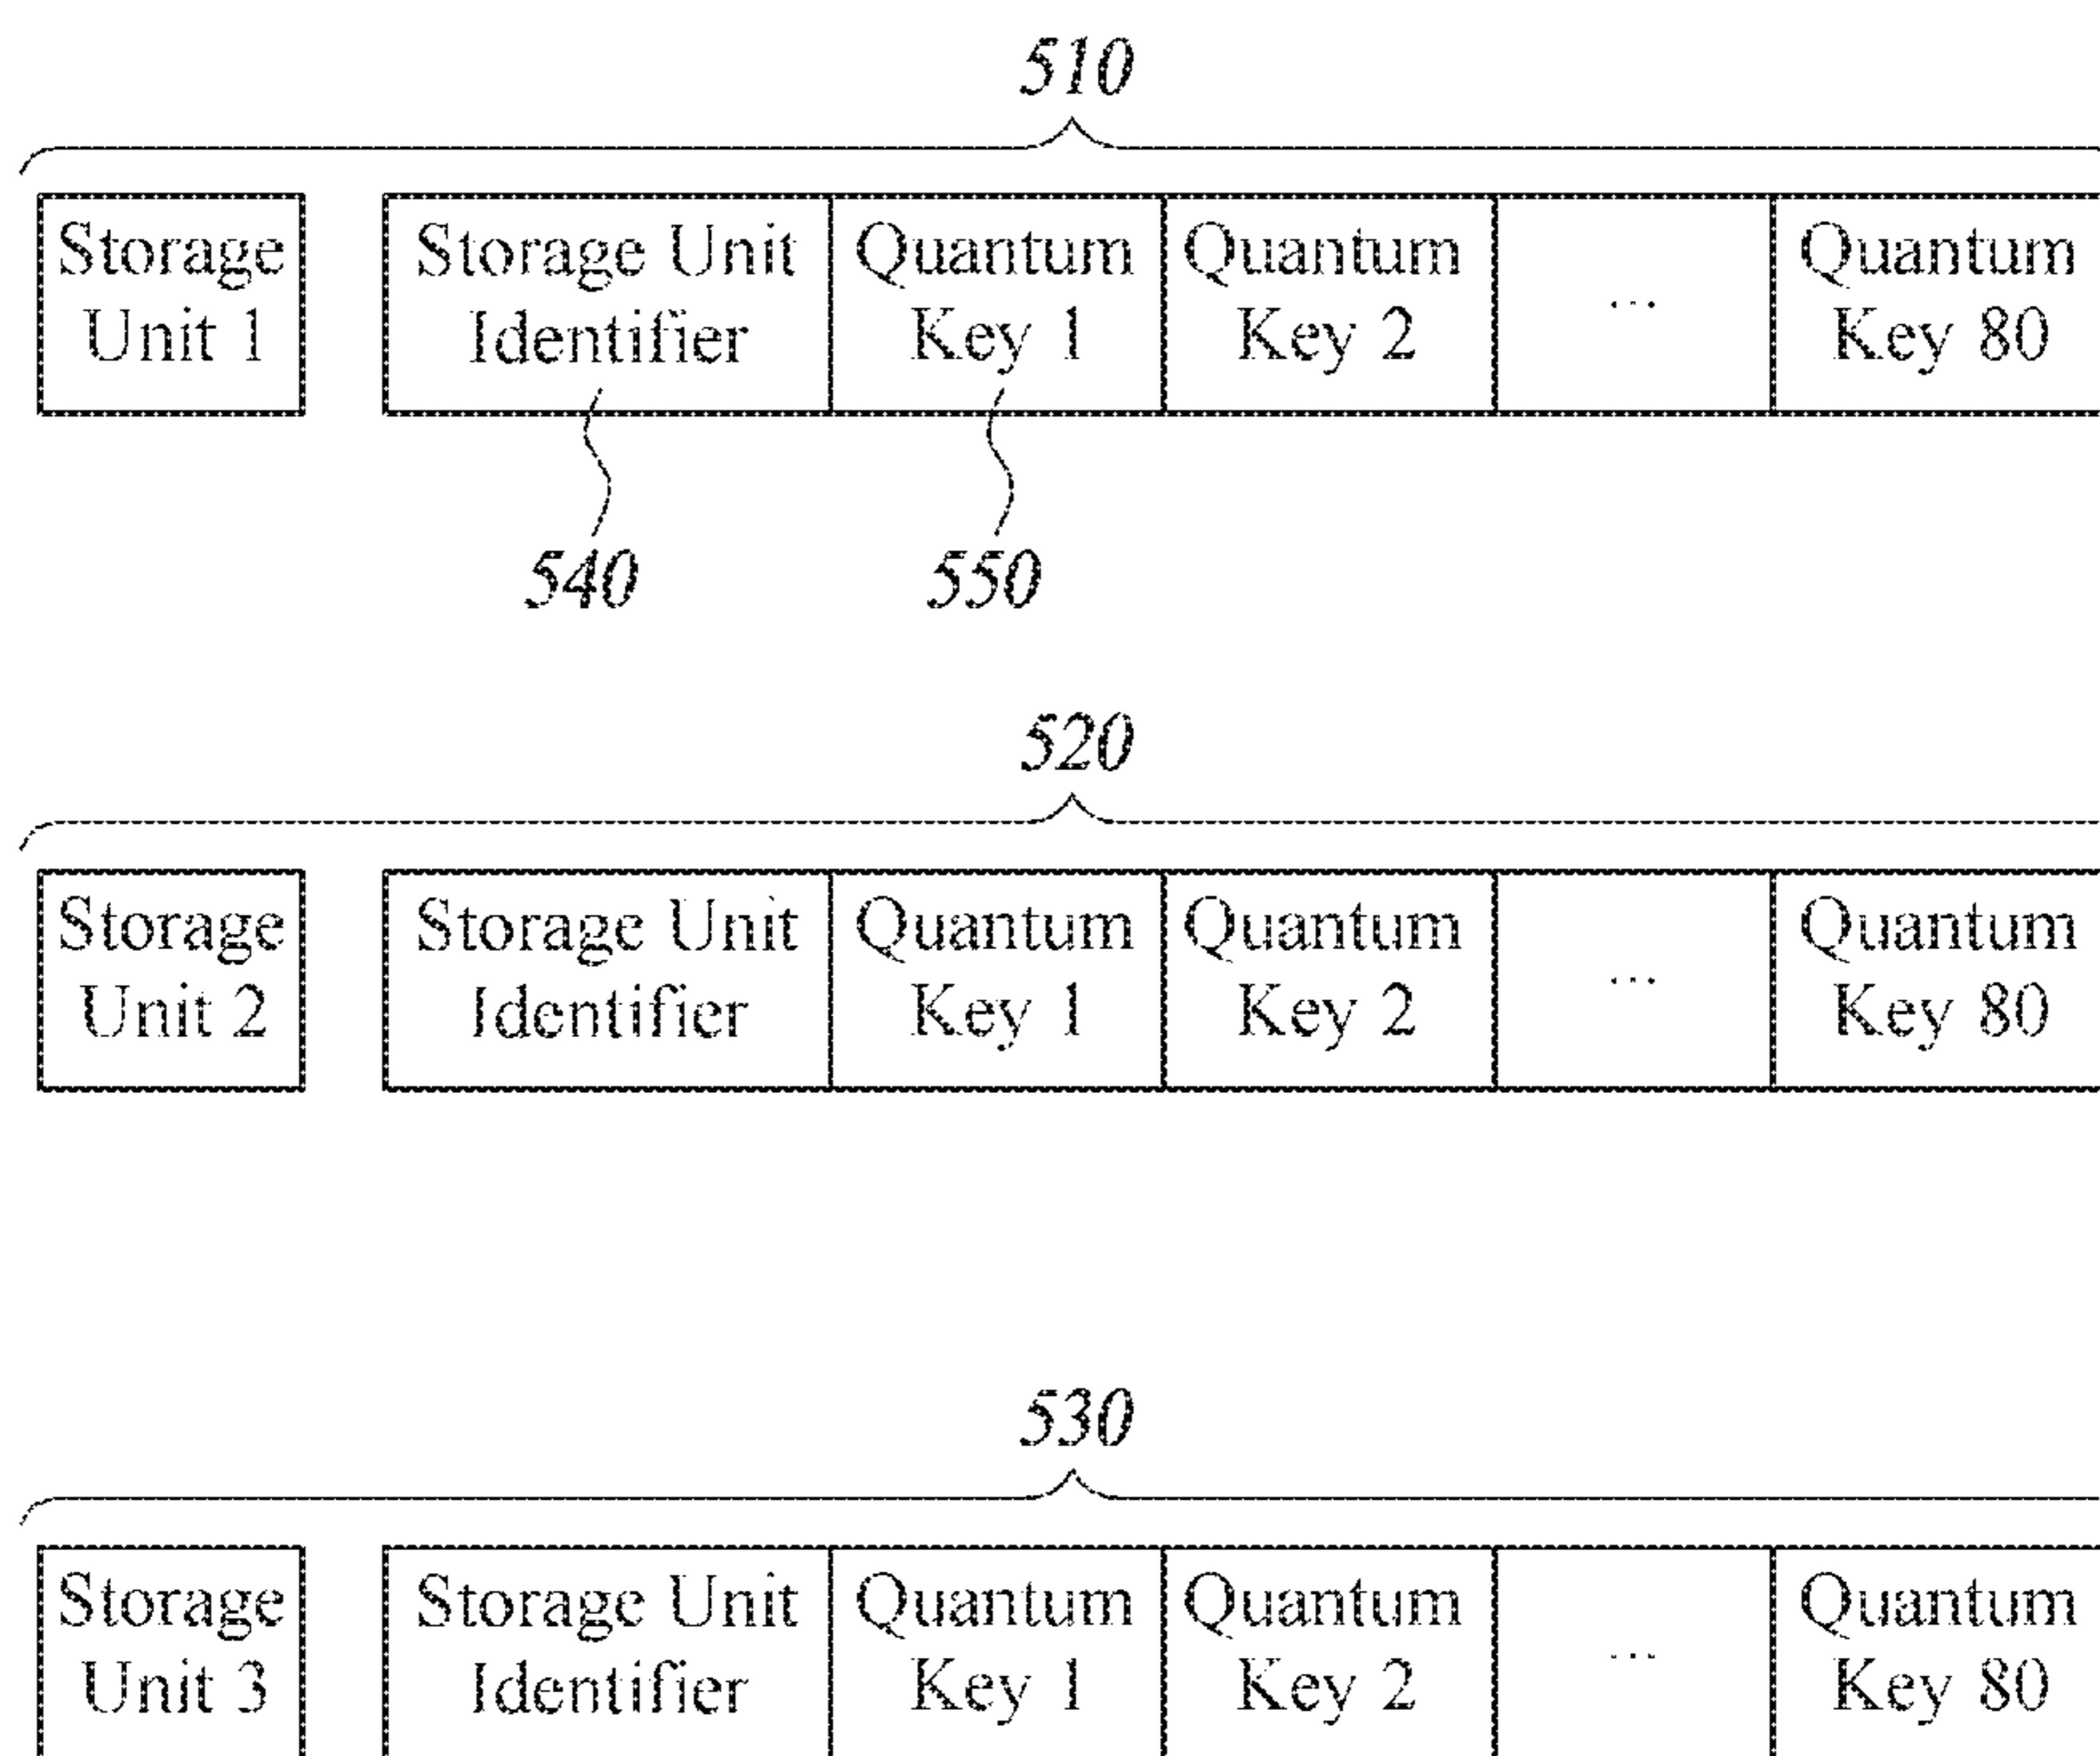 510
Storage
Unit 1
Storage Unit
Identifier
Quantum
Key 1
Quantum
Key 2
...
Quantum
Key 80
540
550
520
Storage
Unit 2
Storage Unit
Identifier
Quantum
Key 1
Quantum
Key 2
...
Quantum
Key 80
530
Storage
Unit 3
Storage Unit
Identifier
Quantum
Key 1
Quantum
Key 2
...
Quantum
Key 80